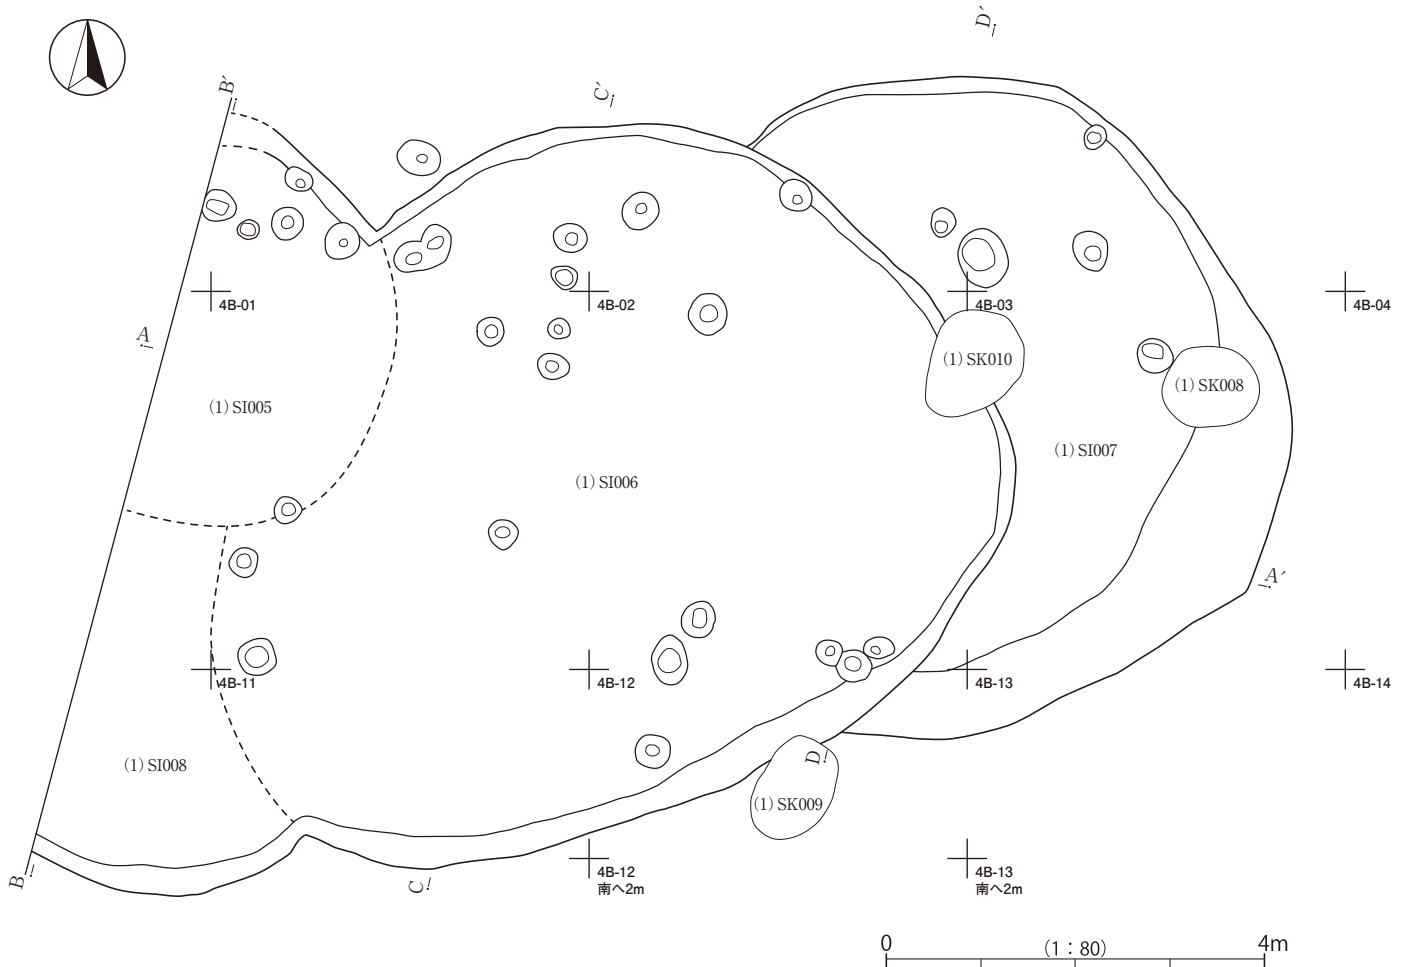 D′
B′
C′
4B-01
4B-02
4B-03
4B-04
A
(1) SK010
(1) SK008
(1) SI005
(1) SI007
(1) SI006
A′
4B-11
4B-12
4B-13
4B-14
D
(1) SI008
(1) SK009
4B-12
南へ2m
4B-13
南へ2m
B
C
0
(1：80)
4m